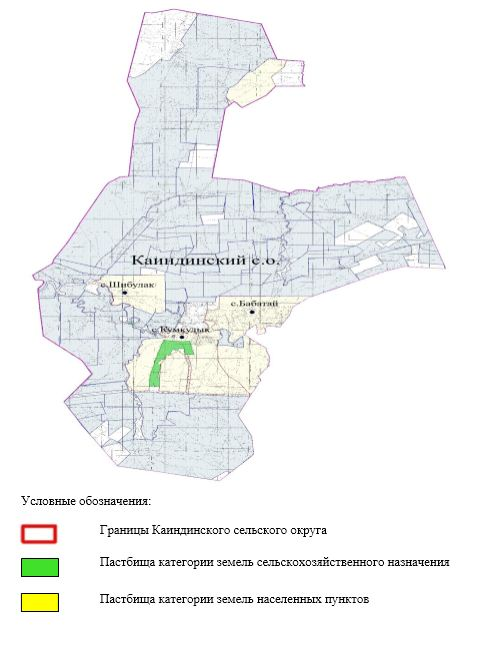 Каиндинский с.о.
с.Шибулак
с.Бабатай
с.Кумкудык
Условные обозначения:
Границы Каиндинского сельского округа
Пастбища категории земель сельскохозяйственного назначения
Пастбища категории земель населенных пунктов